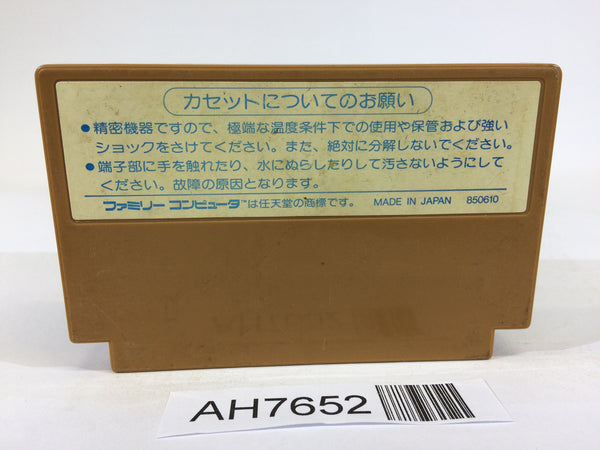 カセットについてのお願い
●精密機器ですので、極端な温度条件下での使用や保管および強い
ショックをさけてください。また、絶対に分解しないでください。
●端子部に手を触れたり、水にぬらしたりして汚さないようにして
ください。故障の原因となります。
ファミリー コンピュータ™は任天堂の商標です。 MADE IN JAPAN 850610
AH7652